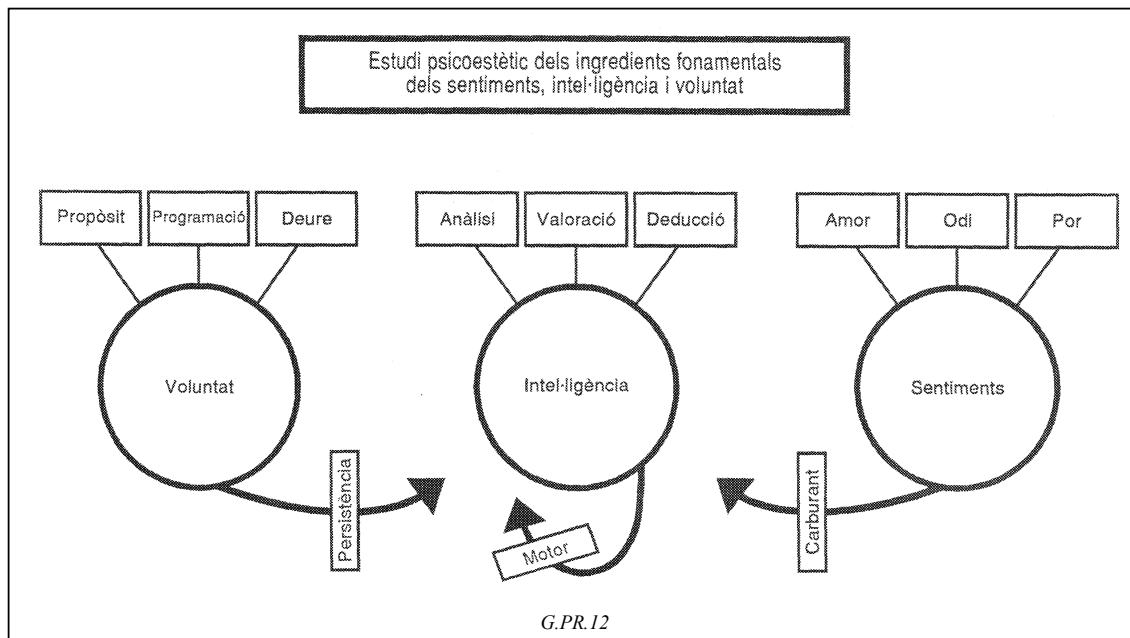 Estudi psicoestètic dels ingredients fonamentals
dels sentiments, intel·ligència i voluntat
Propòsit
Programació
Deure
Anàlisi
Valoració
Deducció
Amor
Odi
Por
Voluntat
Intel·ligència
Sentiments
Persistència
Motor
Carburant
G.PR.12